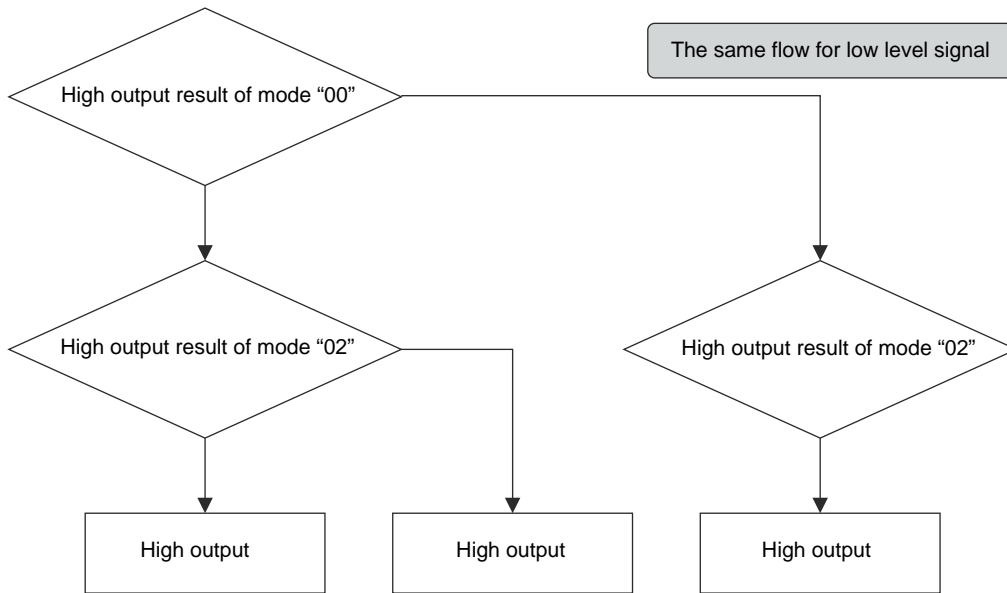 The same flow for low level signal
High output result of mode “00”
High output result of mode “02”
High output result of mode “02”
High output
High output
High output